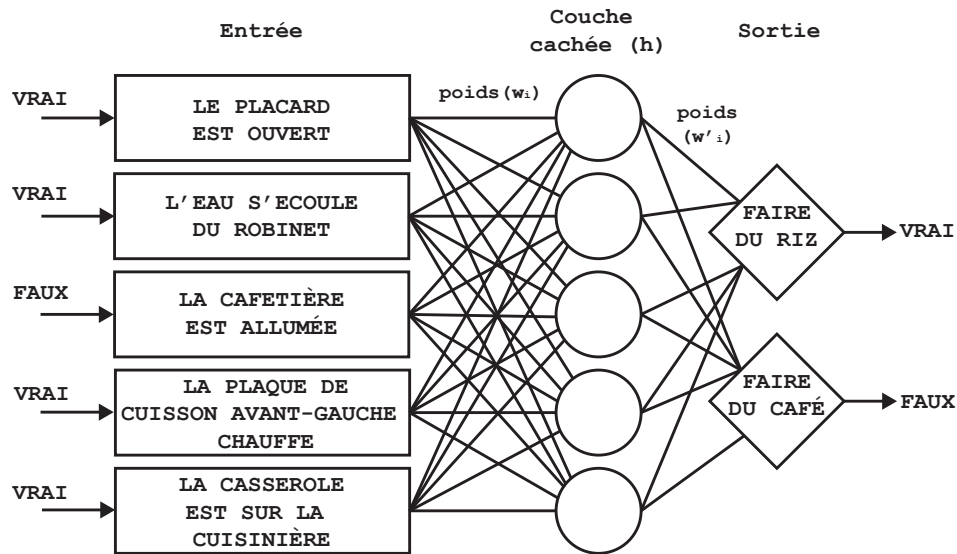 Entrée
Couche
cachée (h)
Sortie
VRAI
LE PLACARD
EST OUVERT
poids(wi)
poids
(w'i)
VRAI
L'EAU S'ECOULE
DU ROBINET
FAIRE
DU RIZ
VRAI
FAUX
LA CAFETIÈRE
EST ALLUMÉE
VRAI
LA PLAQUE DE
CUISSON AVANT-GAUCHE
CHAUFFE
FAIRE
DU CAFÉ
FAUX
VRAI
LA CASSEROLE
EST SUR LA
CUISINIÈRE